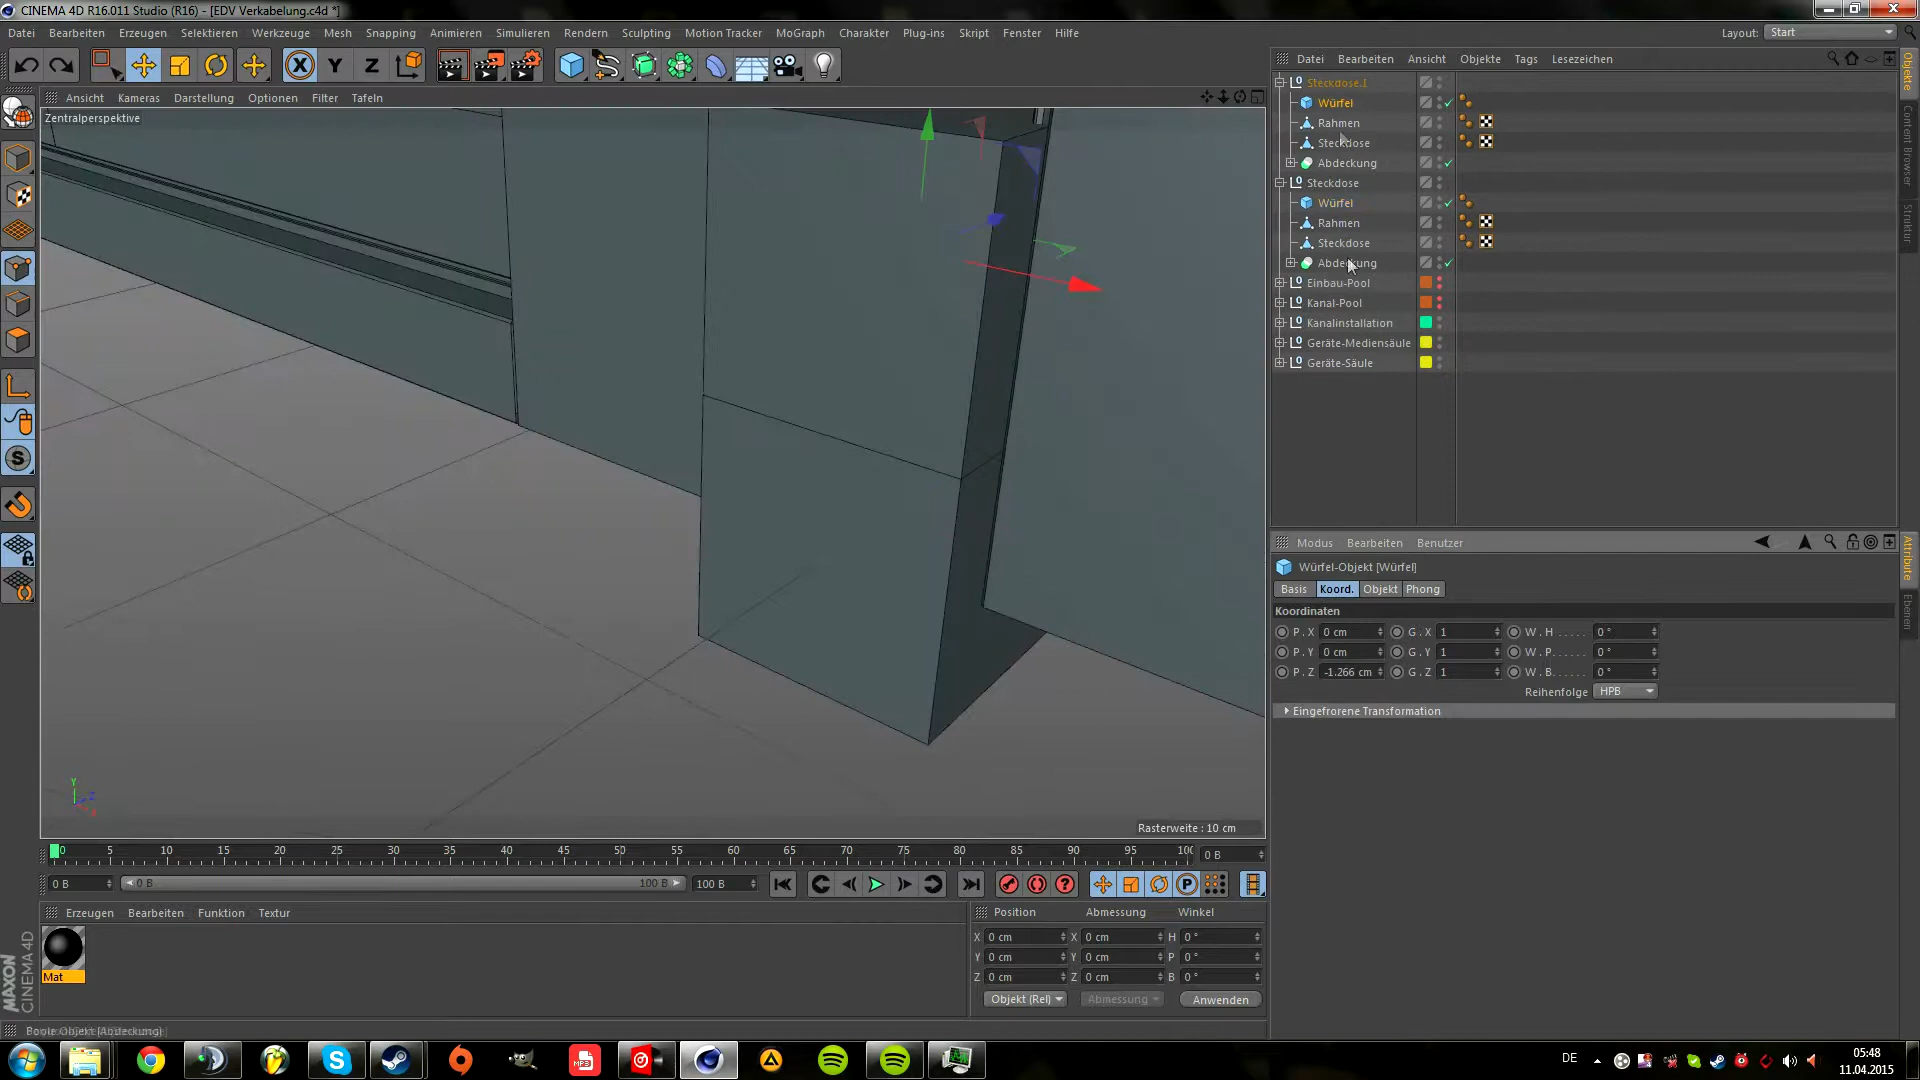 CINEMA 4D R16.011 Studio (R16) - [EDV Verkabelung.c4d *]
Datei Bearbeiten Erzeugen Selektieren Werkzeuge Mesh Snapping Animieren Simulieren Rendern Sculpting Motion Tracker MoGraph Charakter Plug-ins Skript Fenster Hilfe
Layout: Start
X Y Z
Ansicht Kameras Darstellung Optionen Filter Tafeln
Zentralperspektive
Datei Bearbeiten Ansicht Objekte Tags Lesezeichen
Steckdose.1
Würfel
Rahmen
Steckdose
Abdeckung
Steckdose
Würfel
Rahmen
Steckdose
Abdeckung
Einbau-Pool
Kanal-Pool
Kanalinstallation
Geräte-Mediensäule
Geräte-Säule
Objekte
Content Browser
Struktur
Modus Bearbeiten Benutzer
Würfel-Objekt [Würfel]
Basis Koord. Objekt Phong
Koordinaten
P . X 0 cm G . X 1 W . H . . . . . 0 °
P . Y 0 cm G . Y 1 W . P. . . . . . 0 °
P . Z -1.266 cm G . Z 1 W . B. . . . . . 0 °
Reihenfolge HPB
Eingefrorene Transformation
Attribute
Ebenen
Y Z
Rasterweite : 10 cm
0 5 10 15 20 25 30 35 40 45 50 55 60 65 70 75 80 85 90 95 100
0 B
0 B 0 B 100 B 100 B
Erzeugen Bearbeiten Funktion Textur
Mat
MAXON
CINEMA 4D
Position Abmessung Winkel
X 0 cm X 0 cm H 0 °
Y 0 cm Y 0 cm P 0 °
Z 0 cm Z 0 cm B 0 °
Objekt (Rel) Abmessung Anwenden
Boole Objekt [Abdeckung]
MP3
DE
05:48
11.04.2015